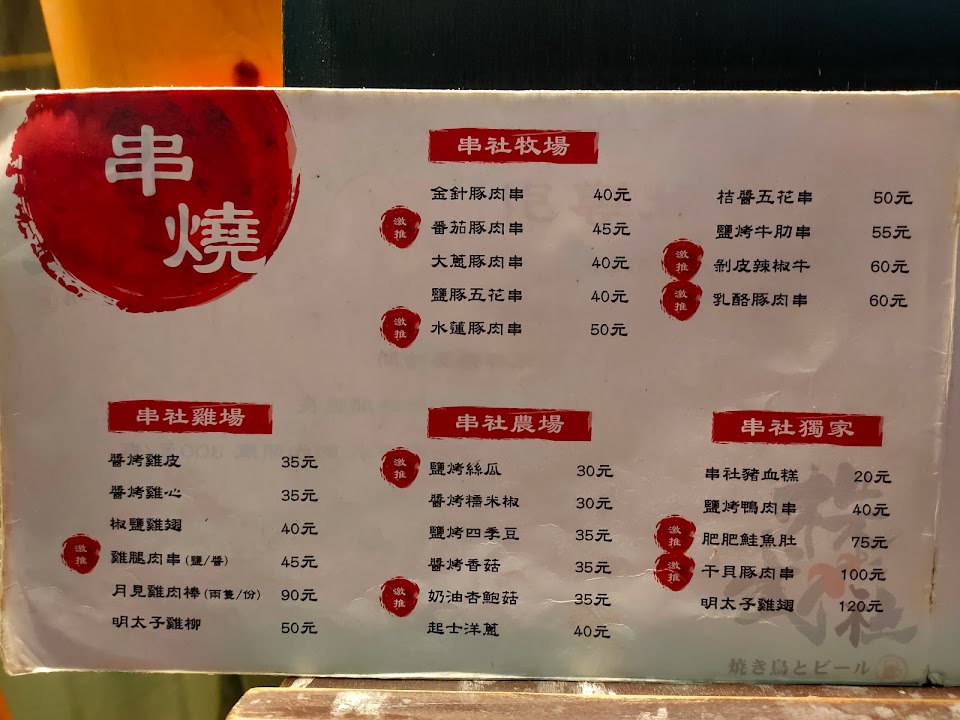 串燒
串社牧場
金針豚肉串 40元
激推 番茄豚肉串 45元
大蔥豚肉串 40元
鹽豚五花串 40元
激推 水蓮豚肉串 50元
桔醬五花串 50元
鹽烤牛肋串 55元
激推 剝皮辣椒牛 60元
激推 乳酪豚肉串 60元
串社雞場
醬烤雞皮 35元
醬烤雞心 35元
椒鹽雞翅 40元
激推 雞腿肉串(鹽/醬) 45元
月見雞肉棒(兩隻/份) 90元
明太子雞柳 50元
串社農場
激推 鹽烤絲瓜 30元
醬烤糯米椒 30元
鹽烤四季豆 35元
醬烤香菇 35元
激推 奶油杏鮑菇 35元
起士洋蔥 40元
串社獨家
串社豬血糕 20元
鹽烤鴨肉串 40元
激推 肥肥鮭魚肚 75元
激推 干貝豚肉串 100元
明太子雞翅 120元
焼き鳥とビール